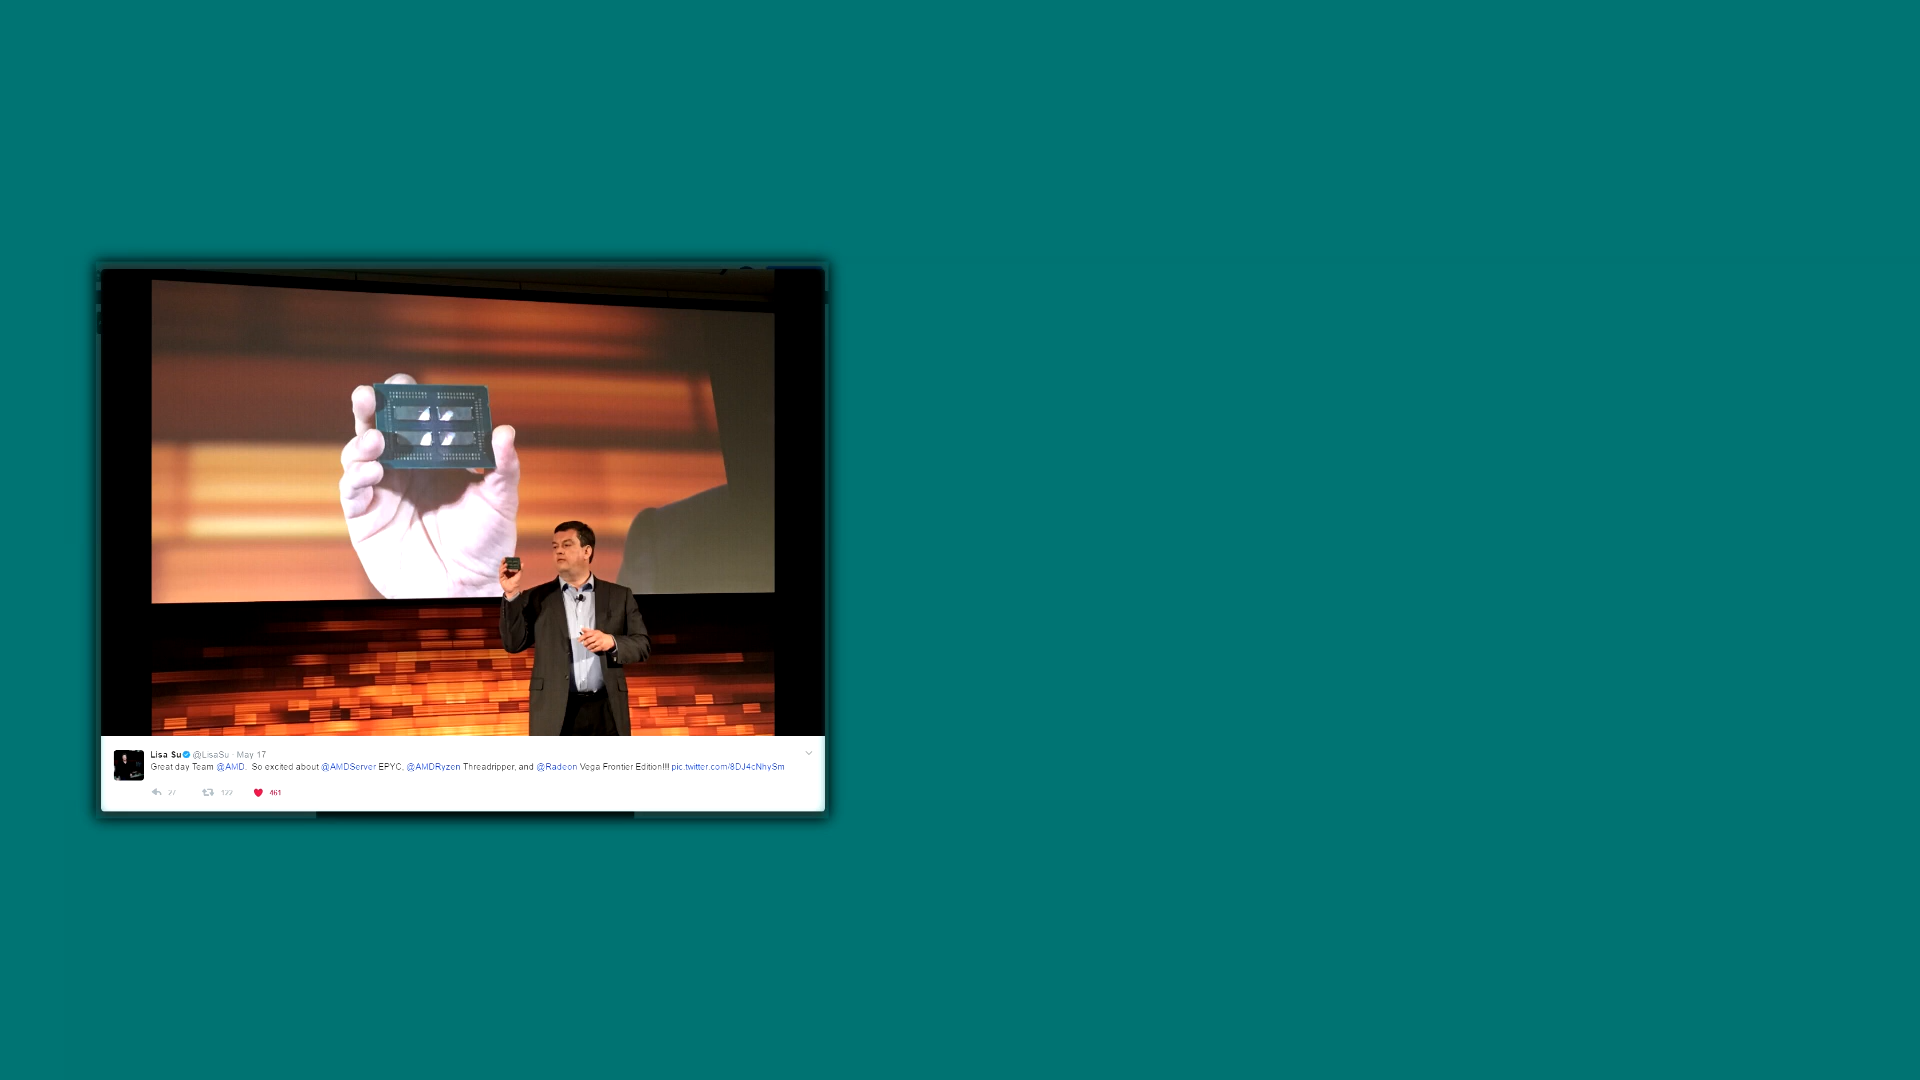 Lisa Su @LisaSu · May 17
Great day Team @AMD. So excited about @AMDServer EPYC, @AMDRyzen Threadripper, and @Radeon Vega Frontier Edition!!!! pic.twitter.com/8DJ4cNhySm
27 122 461